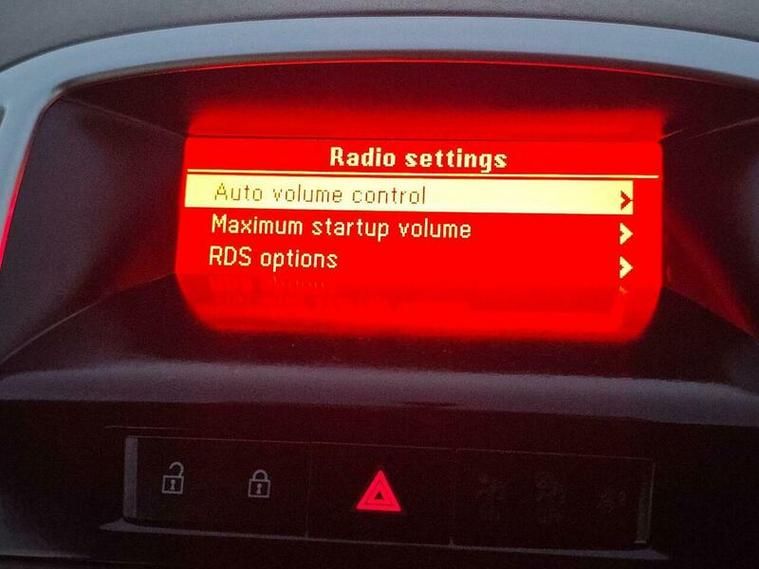 Radio settings
Auto volume control
Maximum startup volume
RDS options